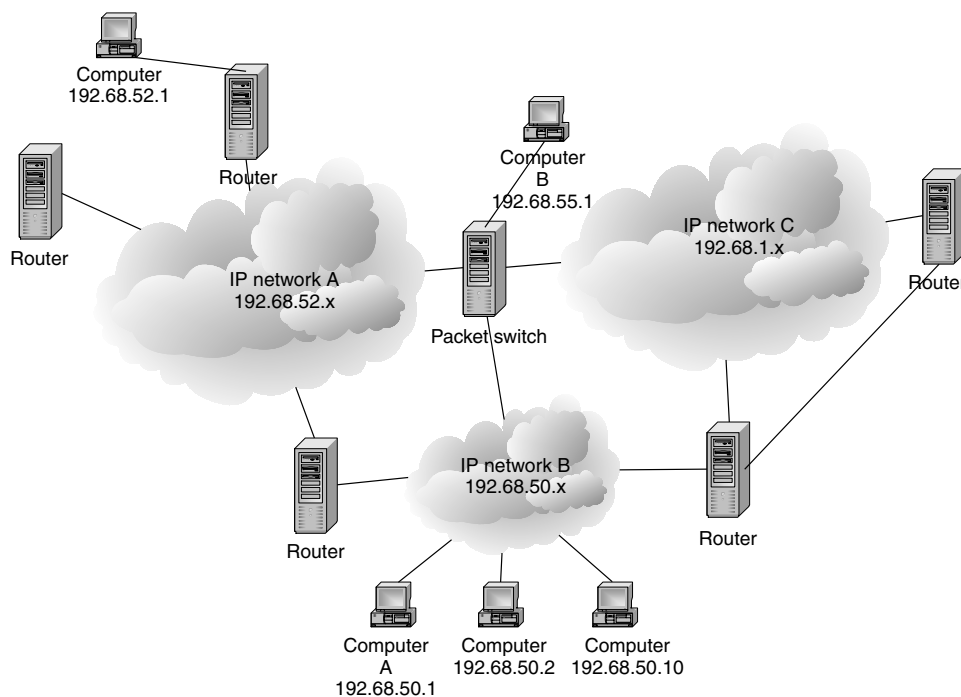 Computer
192.68.52.1
Router
Router
Computer
B
192.68.55.1
IP network A
192.68.52.x
IP network C
192.68.1.x
Router
Packet switch
IP network B
192.68.50.x
Router
Router
Computer
A
192.68.50.1
Computer
192.68.50.2
Computer
192.68.50.10